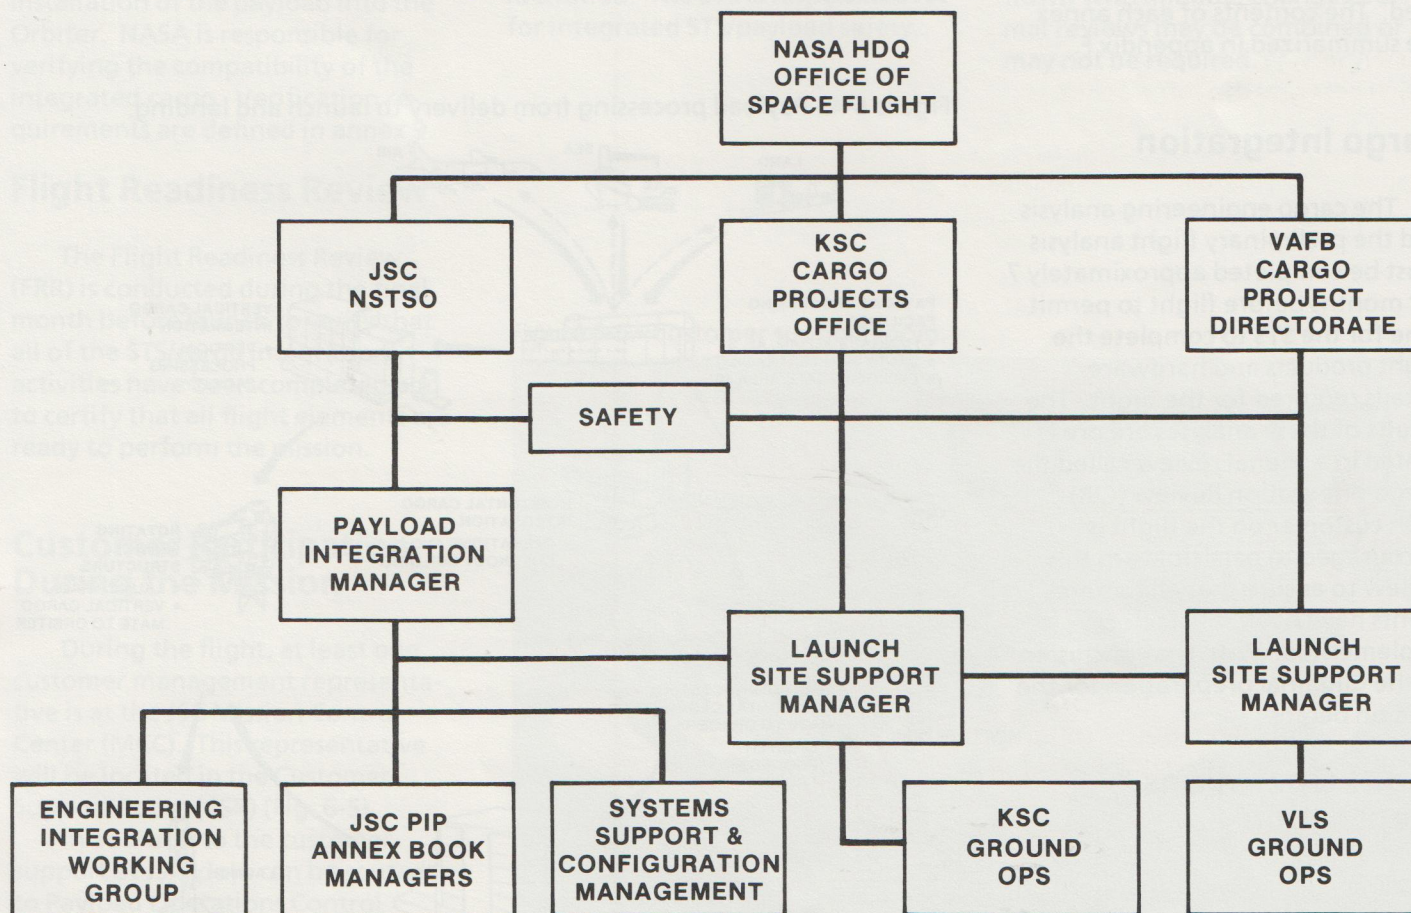 NASA HDQ
OFFICE OF
SPACE FLIGHT
JSC
NSTSO
KSC
CARGO
PROJECTS
OFFICE
VAFB
CARGO
PROJECT
DIRECTORATE
SAFETY
PAYLOAD
INTEGRATION
MANAGER
LAUNCH
SITE SUPPORT
MANAGER
LAUNCH
SITE SUPPORT
MANAGER
ENGINEERING
INTEGRATION
WORKING
GROUP
JSC PIP
ANNEX BOOK
MANAGERS
SYSTEMS
SUPPORT &
CONFIGURATION
MANAGEMENT
KSC
GROUND
OPS
VLS
GROUND
OPS